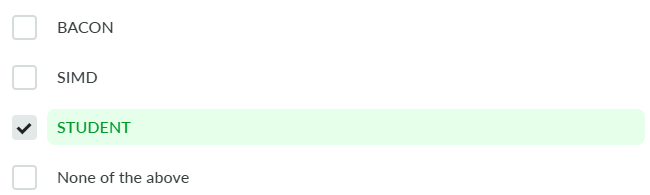 BACON
SIMD
STUDENT
None of the above